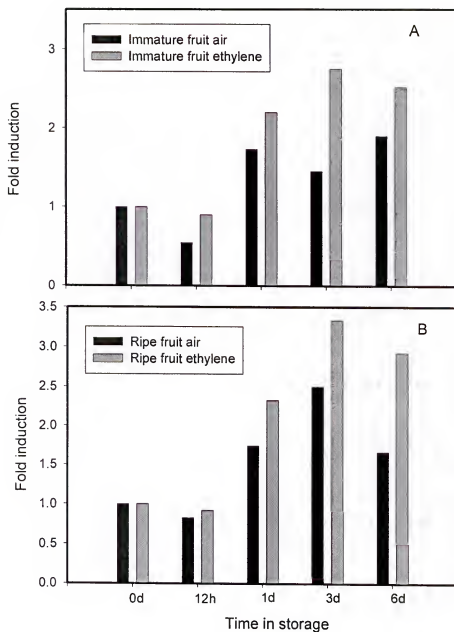 A
Immature fruit air
Immature fruit ethylene
Fold induction
2
1
0
B
Ripe fruit air
Ripe fruit ethylene
Fold induction
3.5
3.0
2.5
2.0
1.5
1.0
0.5
0.0
0d 12h 1d 3d 6d
Time in storage